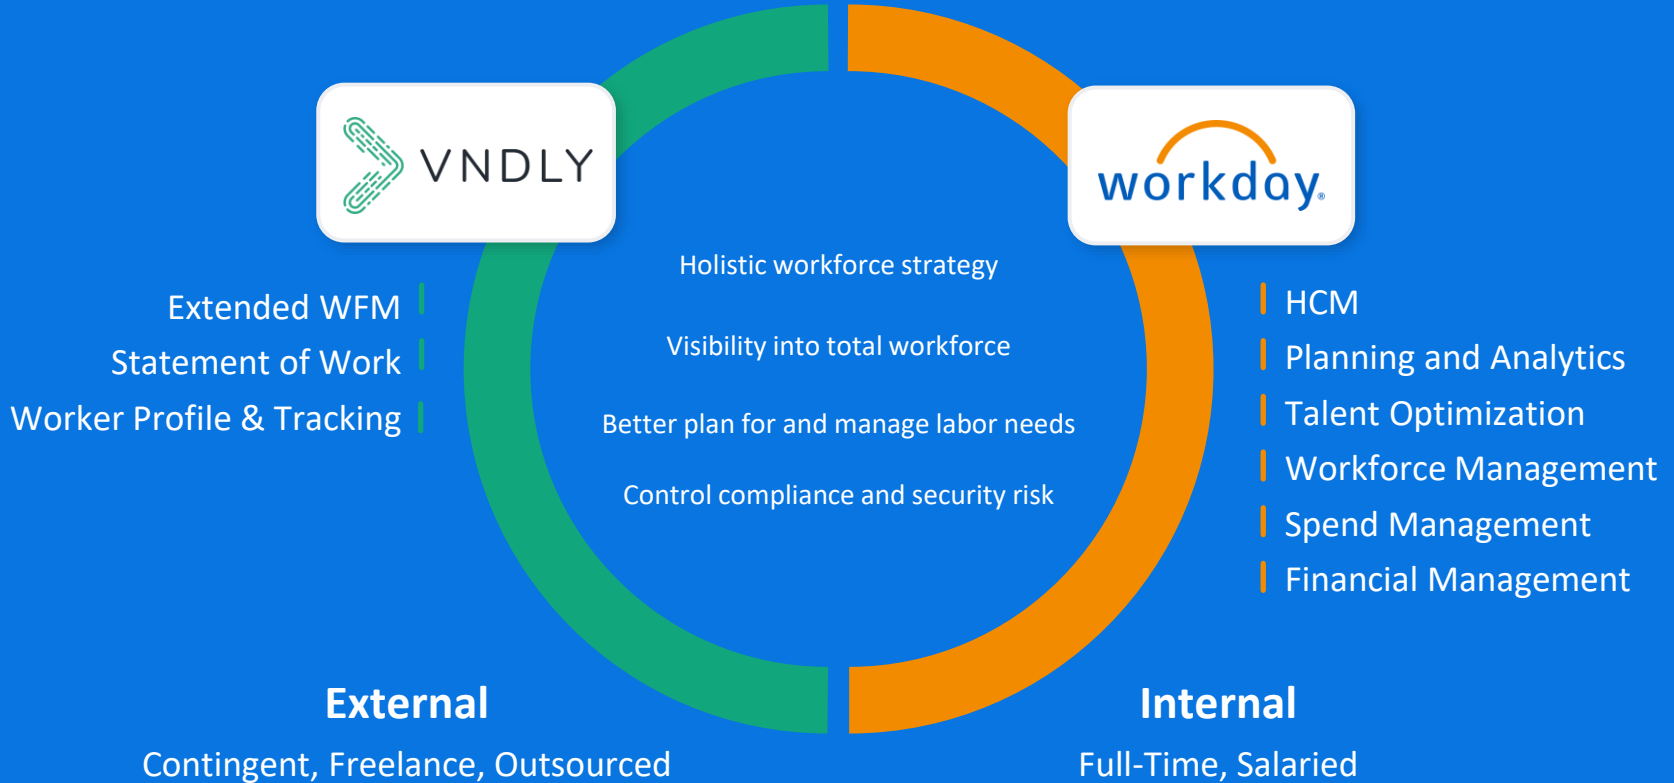 VNDLY
workday®
Holistic workforce strategy
Visibility into total workforce
Better plan for and manage labor needs
Control compliance and security risk
Extended WFM
Statement of Work
Worker Profile & Tracking
HCM
Planning and Analytics
Talent Optimization
Workforce Management
Spend Management
Financial Management
External
Contingent, Freelance, Outsourced
Internal
Full-Time, Salaried